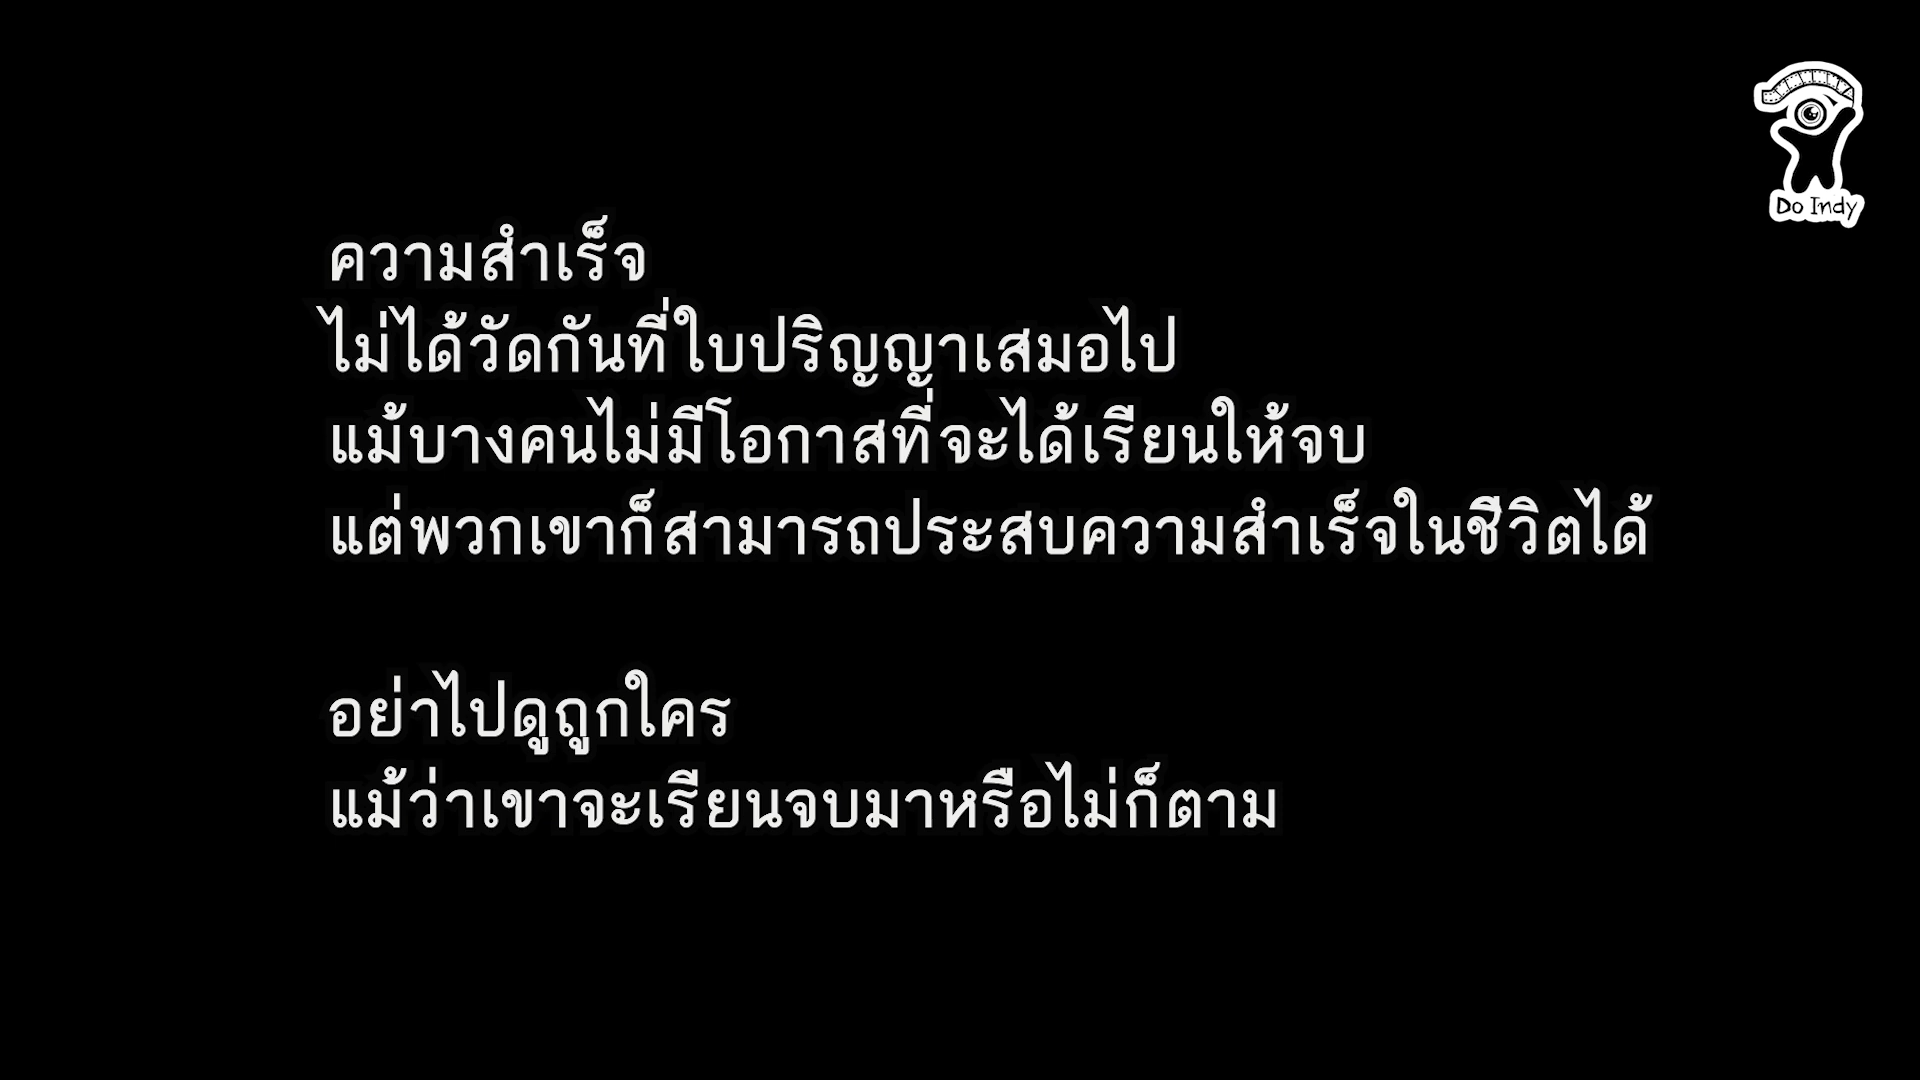 Do Indy
ความสำเร็จ
ไม่ได้วัดกันที่ใบปริญญาเสมอไป
แม้บางคนไม่มีโอกาสที่จะได้เรียนให้จบ
แต่พวกเขาก็สามารถประสบความสำเร็จในชีวิตได้
อย่าไปดูถูกใคร
แม้ว่าเขาจะเรียนจบมาหรือไม่ก็ตาม